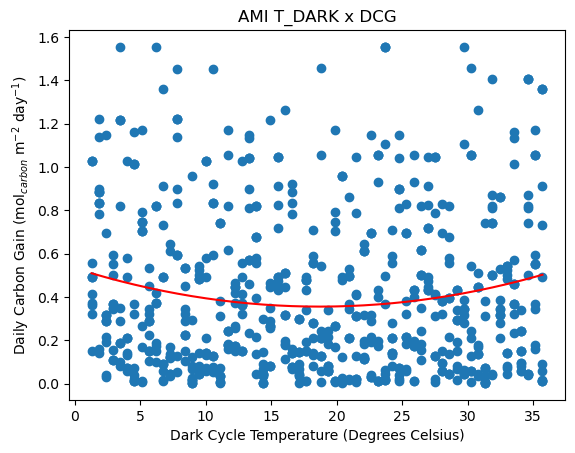 AMI T_DARK x DCG
Daily Carbon Gain (mol_{carbon} m^{-2} day^{-1})
1.6
1.4
1.2
1.0
0.8
0.6
0.4
0.2
0.0
0 5 10 15 20 25 30 35
Dark Cycle Temperature (Degrees Celsius)